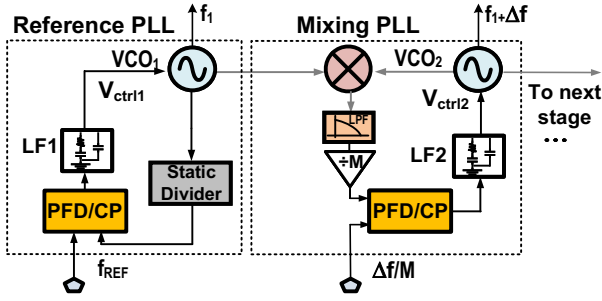 Reference PLL
f1
VCO1
Vctrl1
LF1
Static
Divider
PFD/CP
fREF
Mixing PLL
f1+Δf
VCO2
Vctrl2
LPF
÷M
LF2
PFD/CP
Δf/M
To next
stage
...